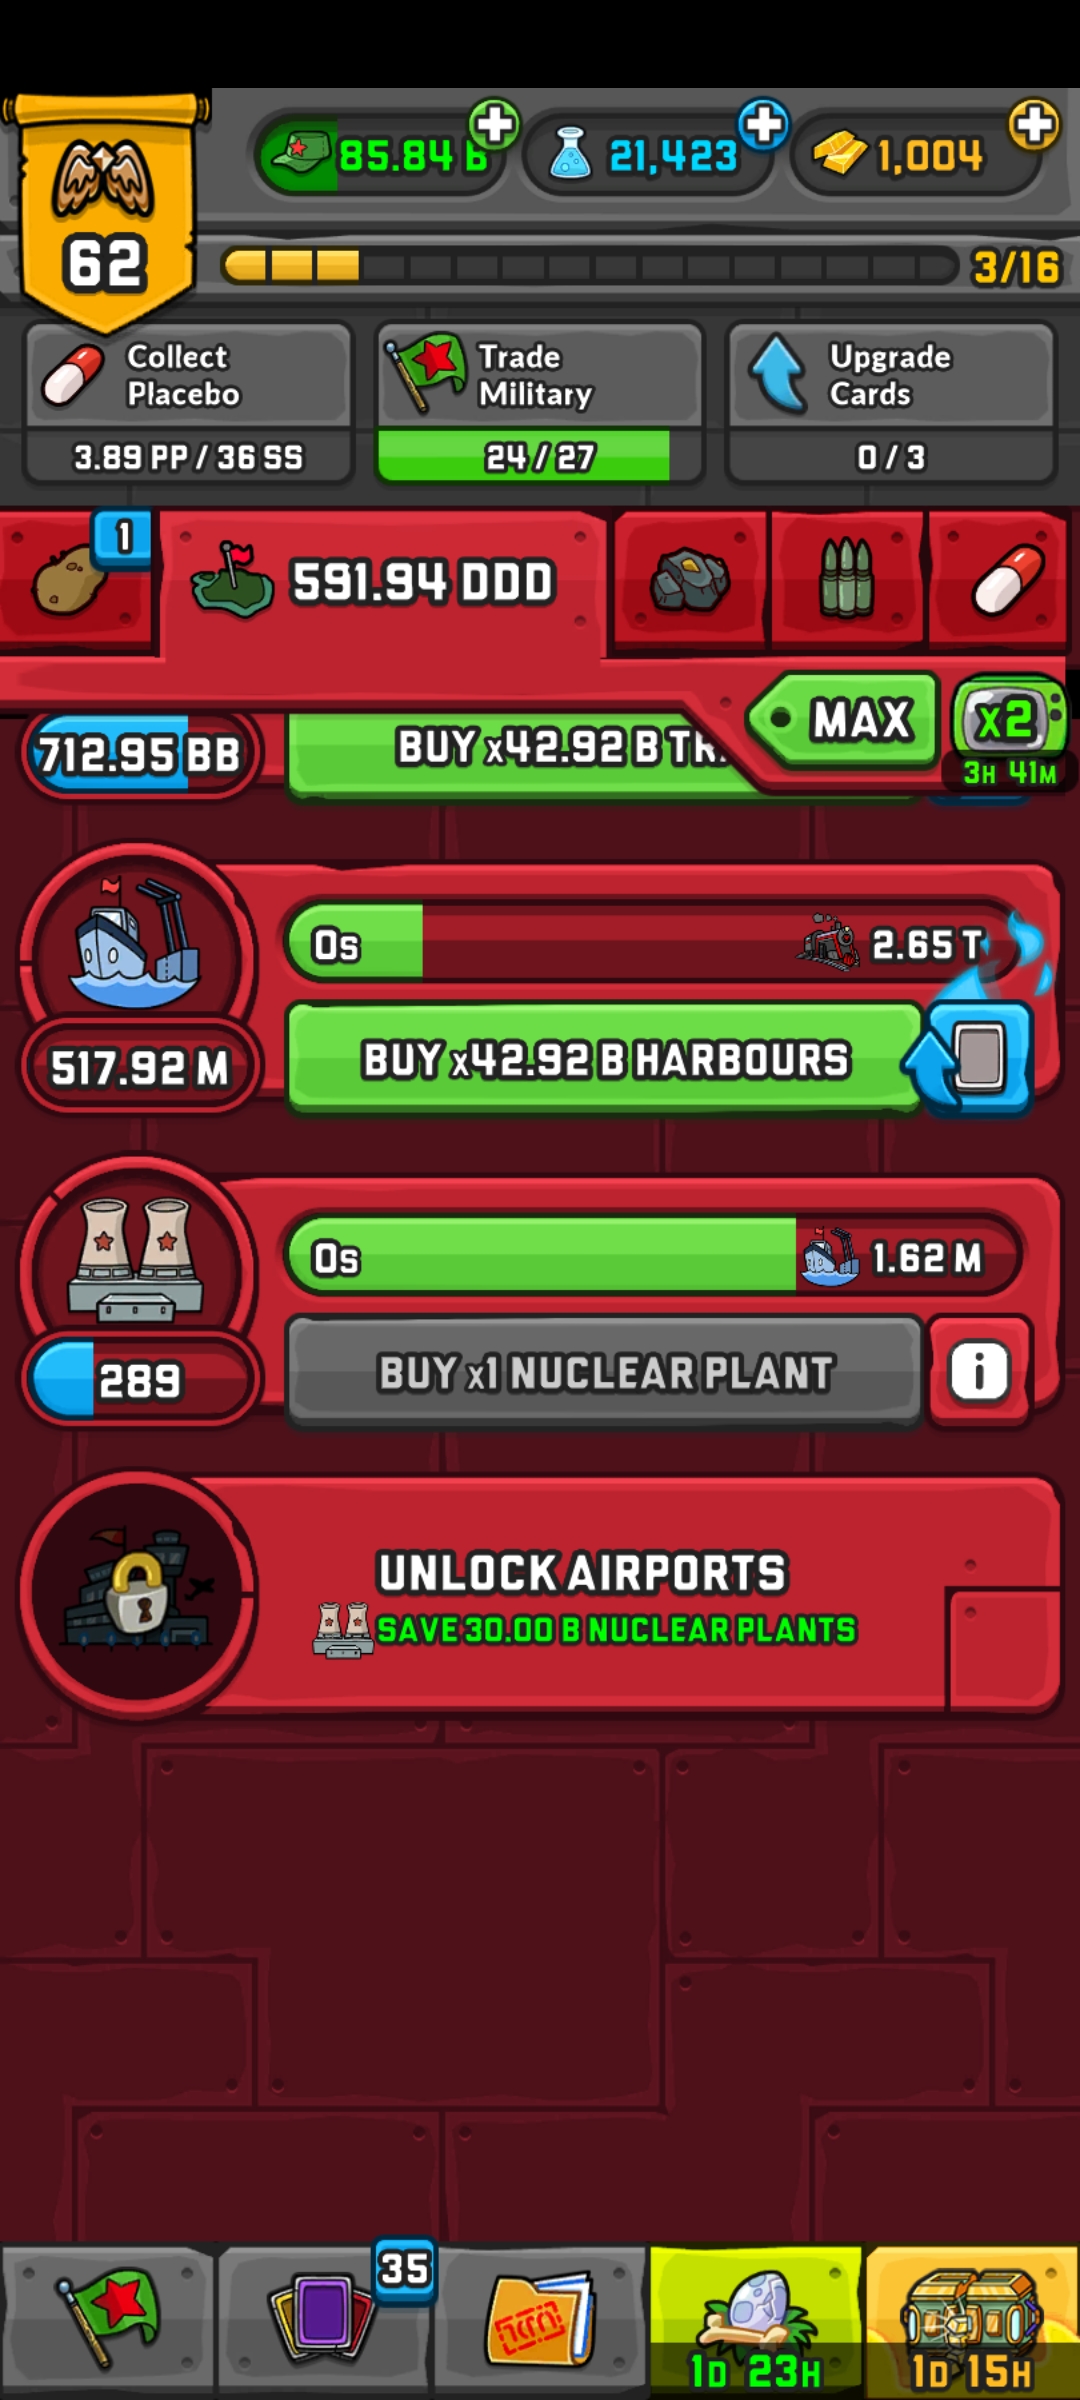 85.84 B
21,423
1,004
62
3/16
Collect
Placebo
3.89 PP / 36 SS
Trade
Military
24 / 27
Upgrade
Cards
0 / 3
1
591.94 DDD
MAX
x2
3H 41M
712.95 BB
BUY x42.92 B
0s
2.65 T
517.92 M
BUY x42.92 B HARBOURS
0s
1.62 M
289
BUY x1 NUCLEAR PLANT
i
UNLOCK AIRPORTS
SAVE 30.00 B NUCLEAR PLANTS
35
1D 23H
1D 15H